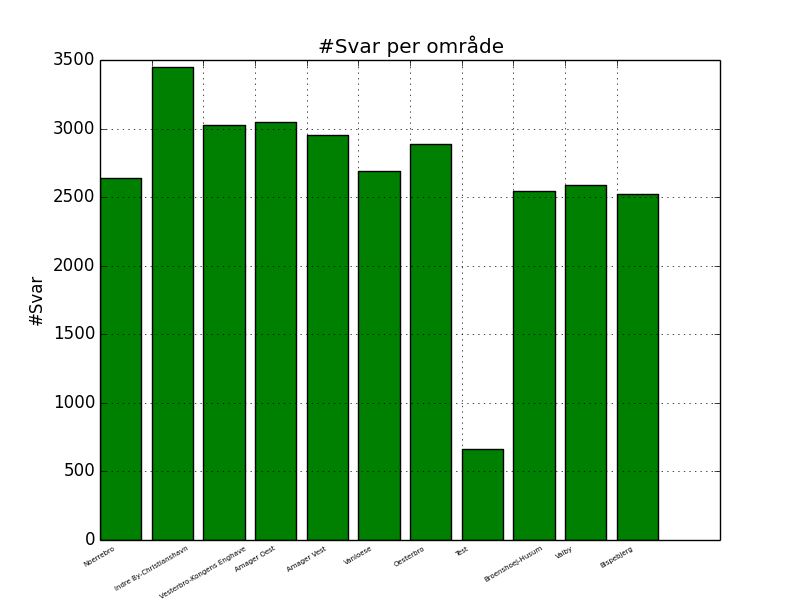 #Svar per område
3500
3000
2500
2000
1500
1000
500
0
#Svar
Noerrebro
Indre By-Christianshavn
Vesterbro-Kongens Enghave
Amager Oest
Amager Vest
Vanloese
Oesterbro
Test
Broenshoej-Husum
Valby
Bispebjerg